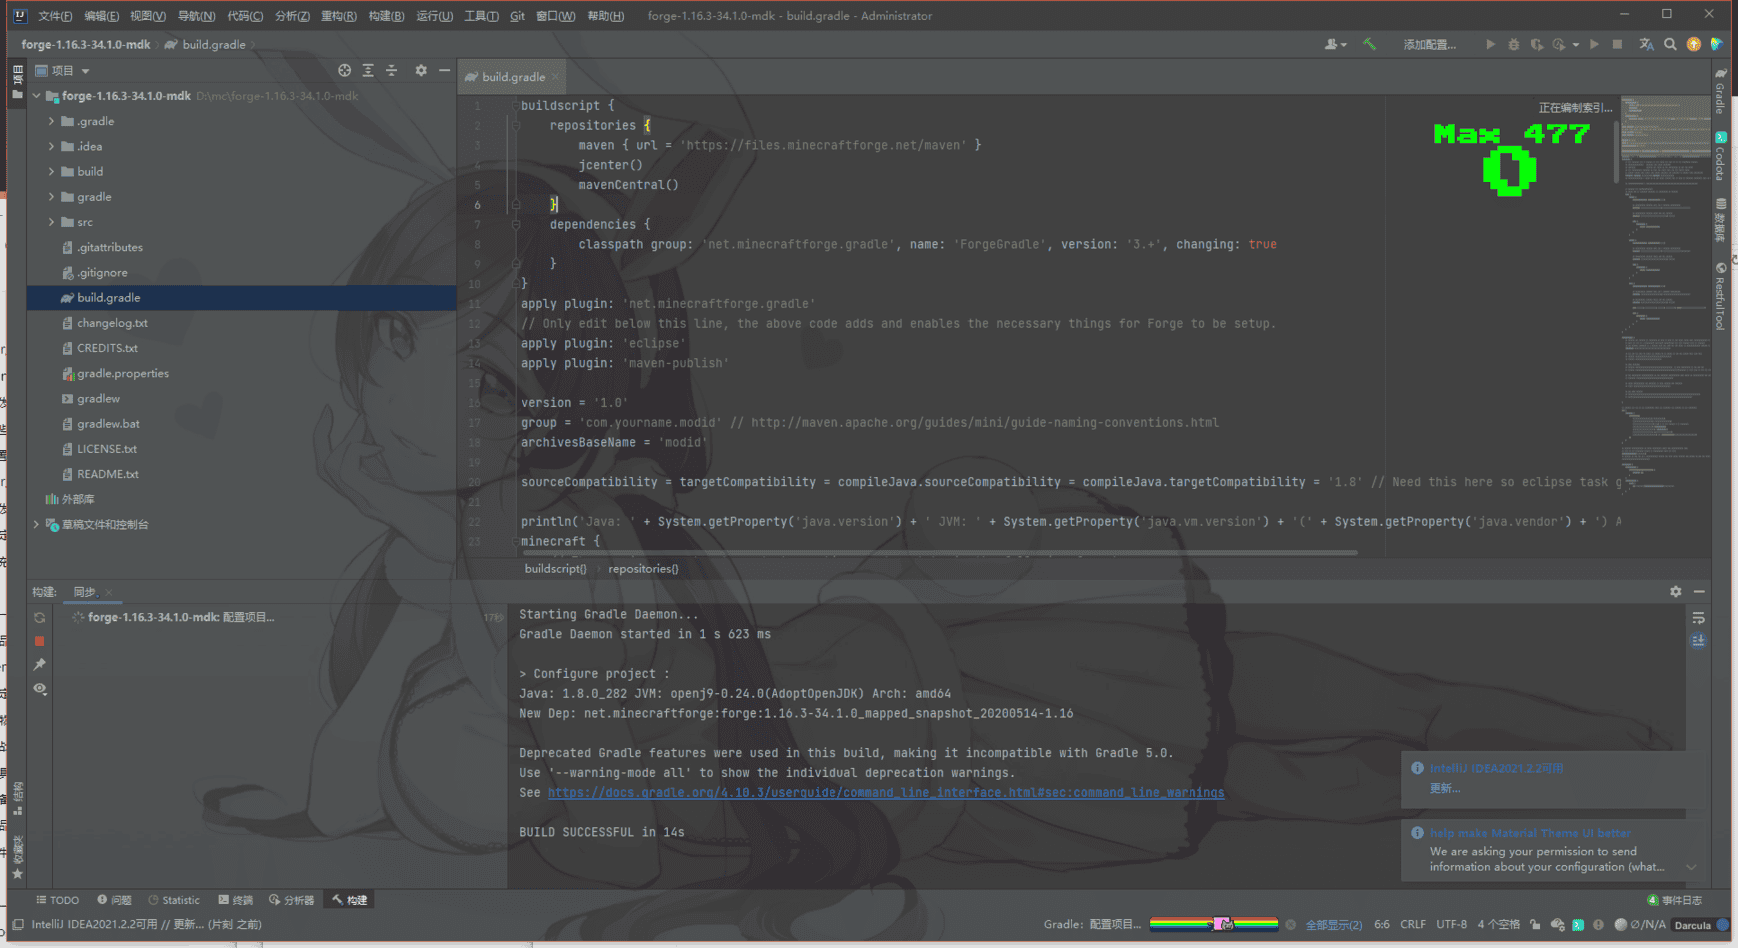 文件(F) 编辑(E) 视图(V) 导航(N) 代码(C) 分析(Z) 重构(R) 构建(B) 运行(U) 工具(T) Git 窗口(W) 帮助(H) forge-1.16.3-34.1.0-mdk - build.gradle - Administrator
forge-1.16.3-34.1.0-mdk build.gradle 添加配置...
项目
项目
forge-1.16.3-34.1.0-mdk D:\mc\forge-1.16.3-34.1.0-mdk
.gradle
.idea
build
gradle
src
.gitattributes
.gitignore
build.gradle
changelog.txt
CREDITS.txt
gradle.properties
gradlew
gradlew.bat
LICENSE.txt
README.txt
外部库
草稿文件和控制台
build.gradle
正在编制索引...
Max 477
0
1 buildscript {
2 repositories {
3 maven { url = 'https://files.minecraftforge.net/maven' }
4 jcenter()
5 mavenCentral()
6 }
7 dependencies {
8 classpath group: 'net.minecraftforge.gradle', name: 'ForgeGradle', version: '3.+', changing: true
9 }
10 }
11 apply plugin: 'net.minecraftforge.gradle'
12 // Only edit below this line, the above code adds and enables the necessary things for Forge to be setup.
13 apply plugin: 'eclipse'
14 apply plugin: 'maven-publish'
15
16 version = '1.0'
17 group = 'com.yourname.modid' // http://maven.apache.org/guides/mini/guide-naming-conventions.html
18 archivesBaseName = 'modid'
19
20 sourceCompatibility = targetCompatibility = compileJava.sourceCompatibility = compileJava.targetCompatibility = '1.8' // Need this here so eclipse task g
21
22 println('Java: ' + System.getProperty('java.version') + ' JVM: ' + System.getProperty('java.vm.version') + '(' + System.getProperty('java.vendor') + ') A
23 minecraft {
buildscript{} repositories{}
Gradle
Codota
数据库
RestfulTool
构建: 同步
forge-1.16.3-34.1.0-mdk: 配置项目... 17秒
Starting Gradle Daemon...
Gradle Daemon started in 1 s 623 ms
> Configure project :
Java: 1.8.0_282 JVM: openj9-0.24.0(AdoptOpenJDK) Arch: amd64
New Dep: net.minecraftforge:forge:1.16.3-34.1.0_mapped_snapshot_20200514-1.16
Deprecated Gradle features were used in this build, making it incompatible with Gradle 5.0.
Use '--warning-mode all' to show the individual deprecation warnings.
See https://docs.gradle.org/4.10.3/userguide/command_line_interface.html#sec:command_line_warnings
BUILD SUCCESSFUL in 14s
IntelliJ IDEA2021.2.2可用
更新...
help make Material Theme UI better
We are asking your permission to send
information about your configuration (what...
结构
收藏夹
TODO 问题 Statistic 终端 分析器 构建 4 事件日志
IntelliJ IDEA2021.2.2可用 // 更新... (片刻 之前) Gradle: 配置项目... 全部显示(2) 6:6 CRLF UTF-8 4 个空格 Ø/N/A Darcula